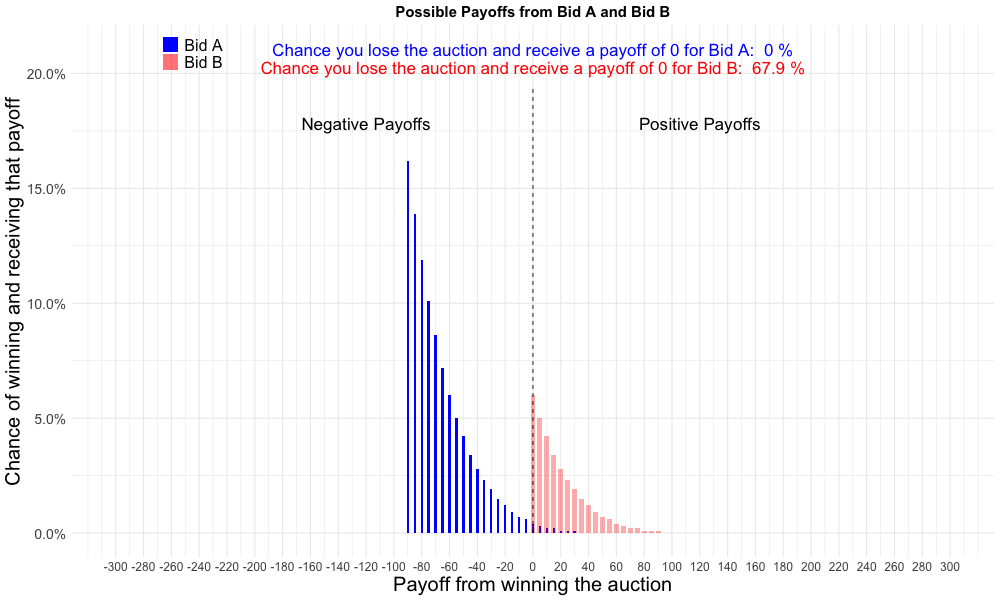 Possible Payoffs from Bid A and Bid B
Bid A
Bid B
Chance you lose the auction and receive a payoff of 0 for Bid A:  0 %
Chance you lose the auction and receive a payoff of 0 for Bid B:  67.9 %
Negative Payoffs
Positive Payoffs
Chance of winning and receiving that payoff
20.0%
15.0%
10.0%
5.0%
0.0%
-300 -280 -260 -240 -220 -200 -180 -160 -140 -120 -100 -80 -60 -40 -20 0 20 40 60 80 100 120 140 160 180 200 220 240 260 280 300
Payoff from winning the auction